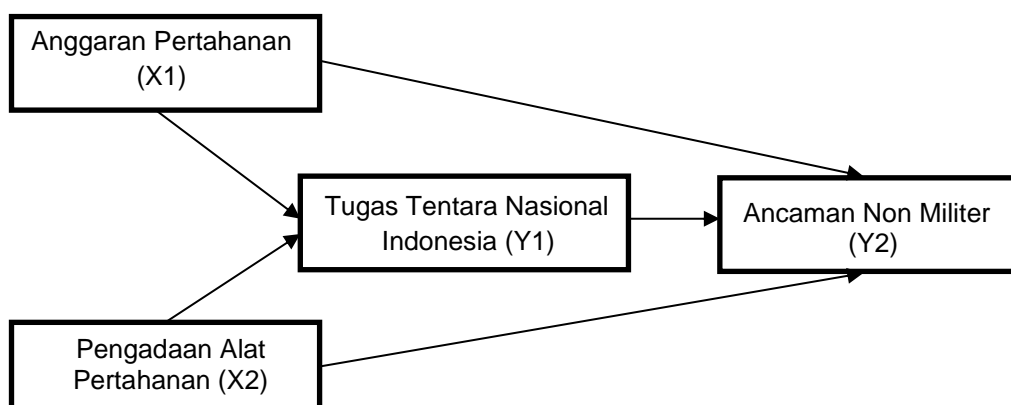 Anggaran Pertahanan
(X1)
Tugas Tentara Nasional
Indonesia (Y1)
Ancaman Non Militer
(Y2)
Pengadaan Alat
Pertahanan (X2)